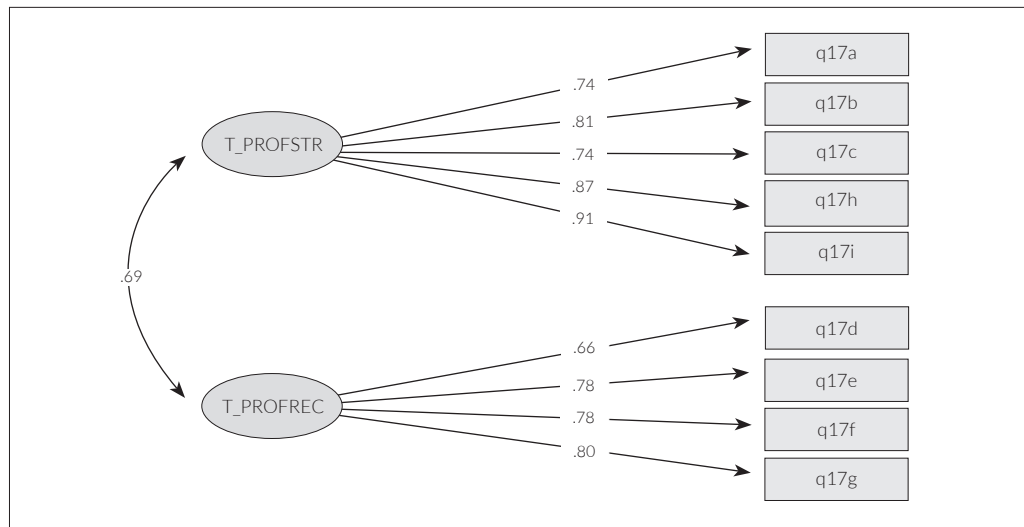 T_PROFSTR
.74
.81
.74
.87
.91
q17a
q17b
q17c
q17h
q17i
.69
T_PROFREC
.66
.78
.78
.80
q17d
q17e
q17f
q17g